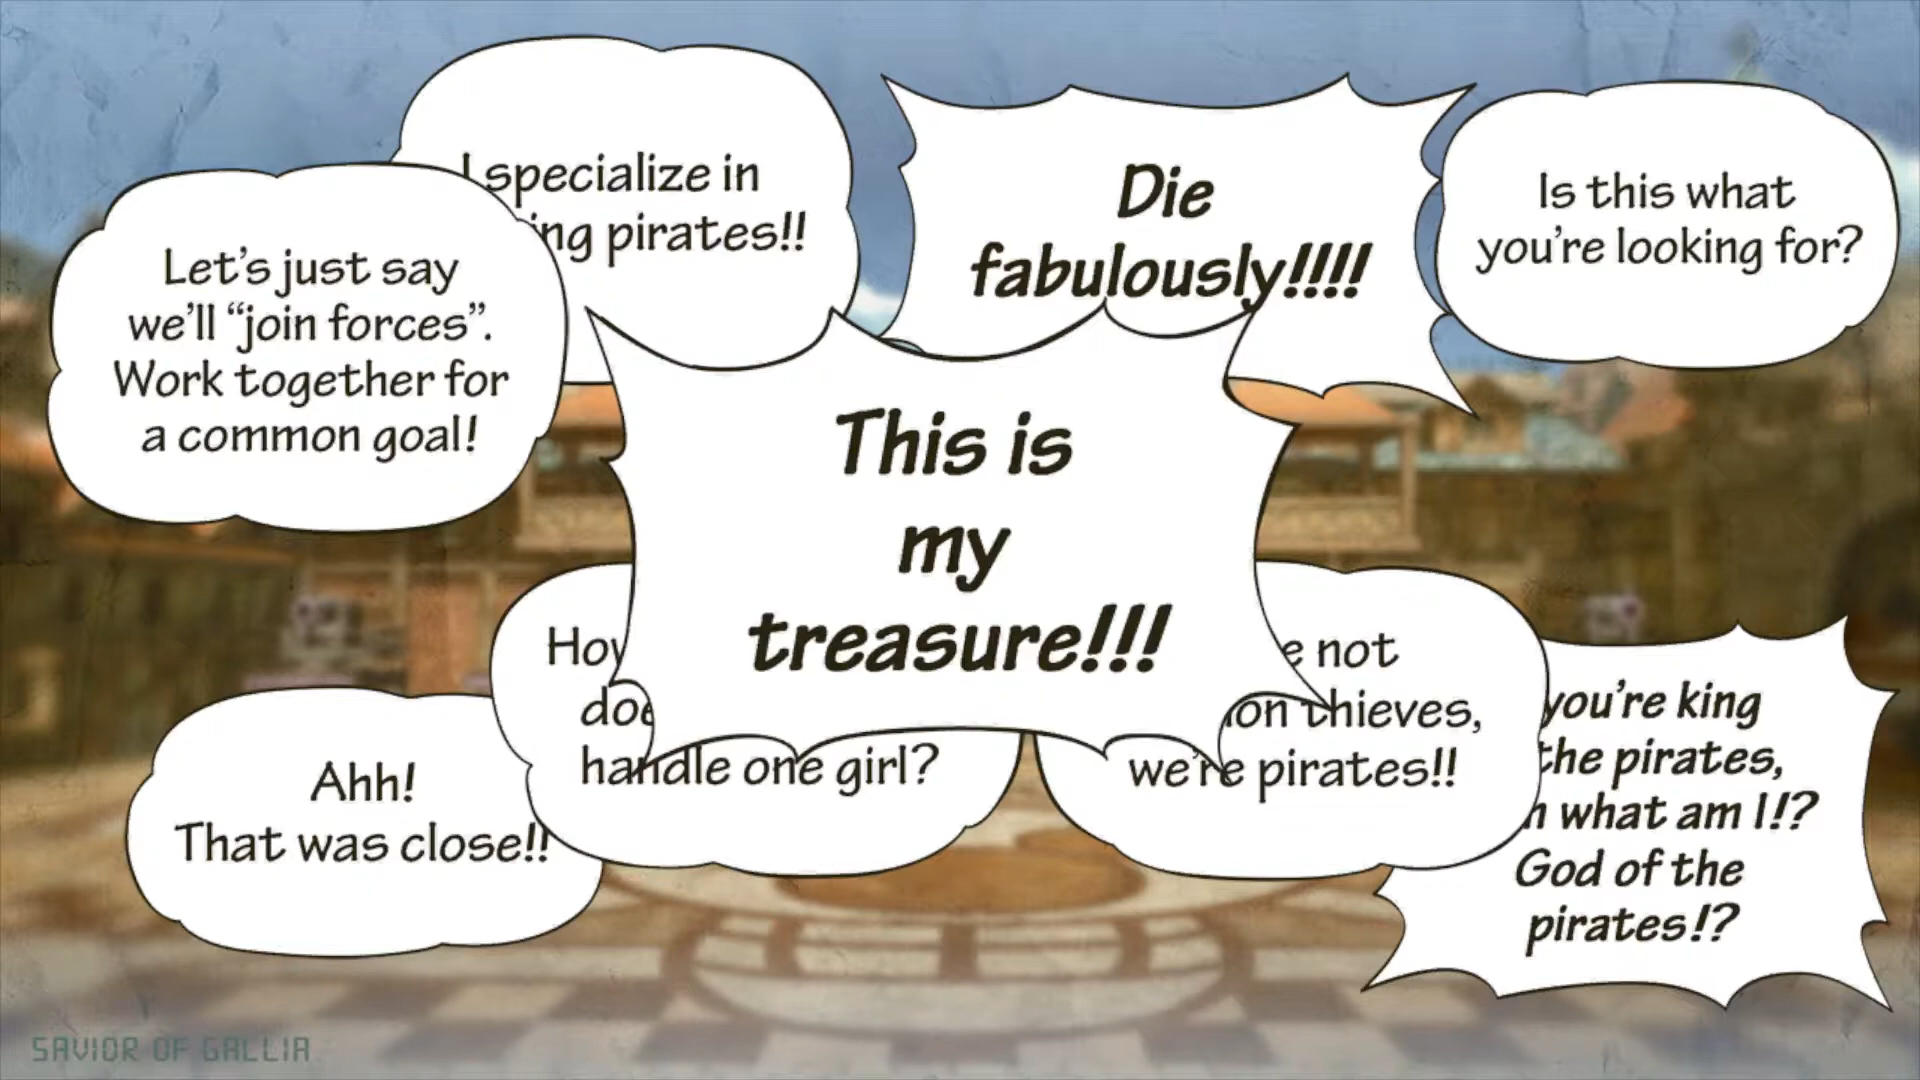 I specialize in
pirates!!
Let's just say
we'll “join forces”.
Work together for
a common goal!
Die
fabulously!!!!
Is this what
you're looking for?
This is
my
treasure!!!
handle one girl?
not
thieves,
we're pirates!!
Ahh!
That was close!!
you're king
the pirates,
what am I!?
God of the
pirates!?
SAVIOR OF GALLIA